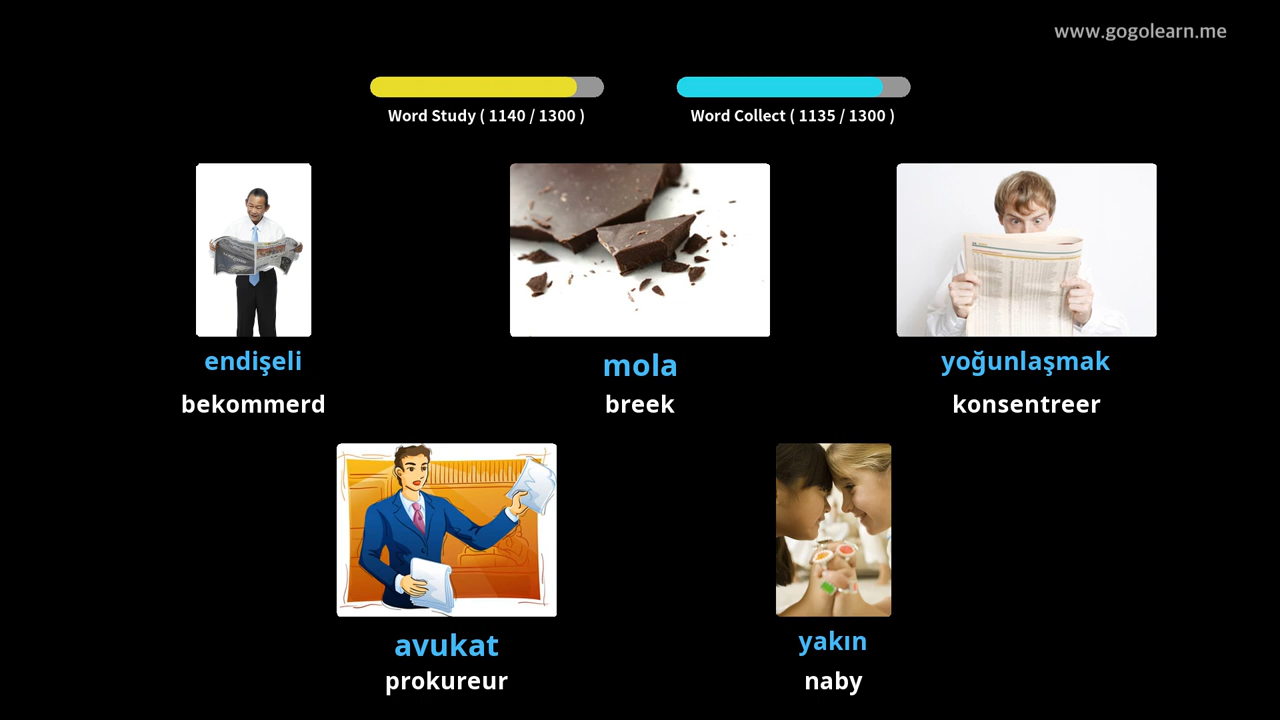 www.gogolearn.me
Word Study ( 1140 / 1300 )
Word Collect ( 1135 / 1300 )
endişeli
bekommerd
mola
breek
yoğunlaşmak
konsentreer
avukat
prokureur
yakın
naby